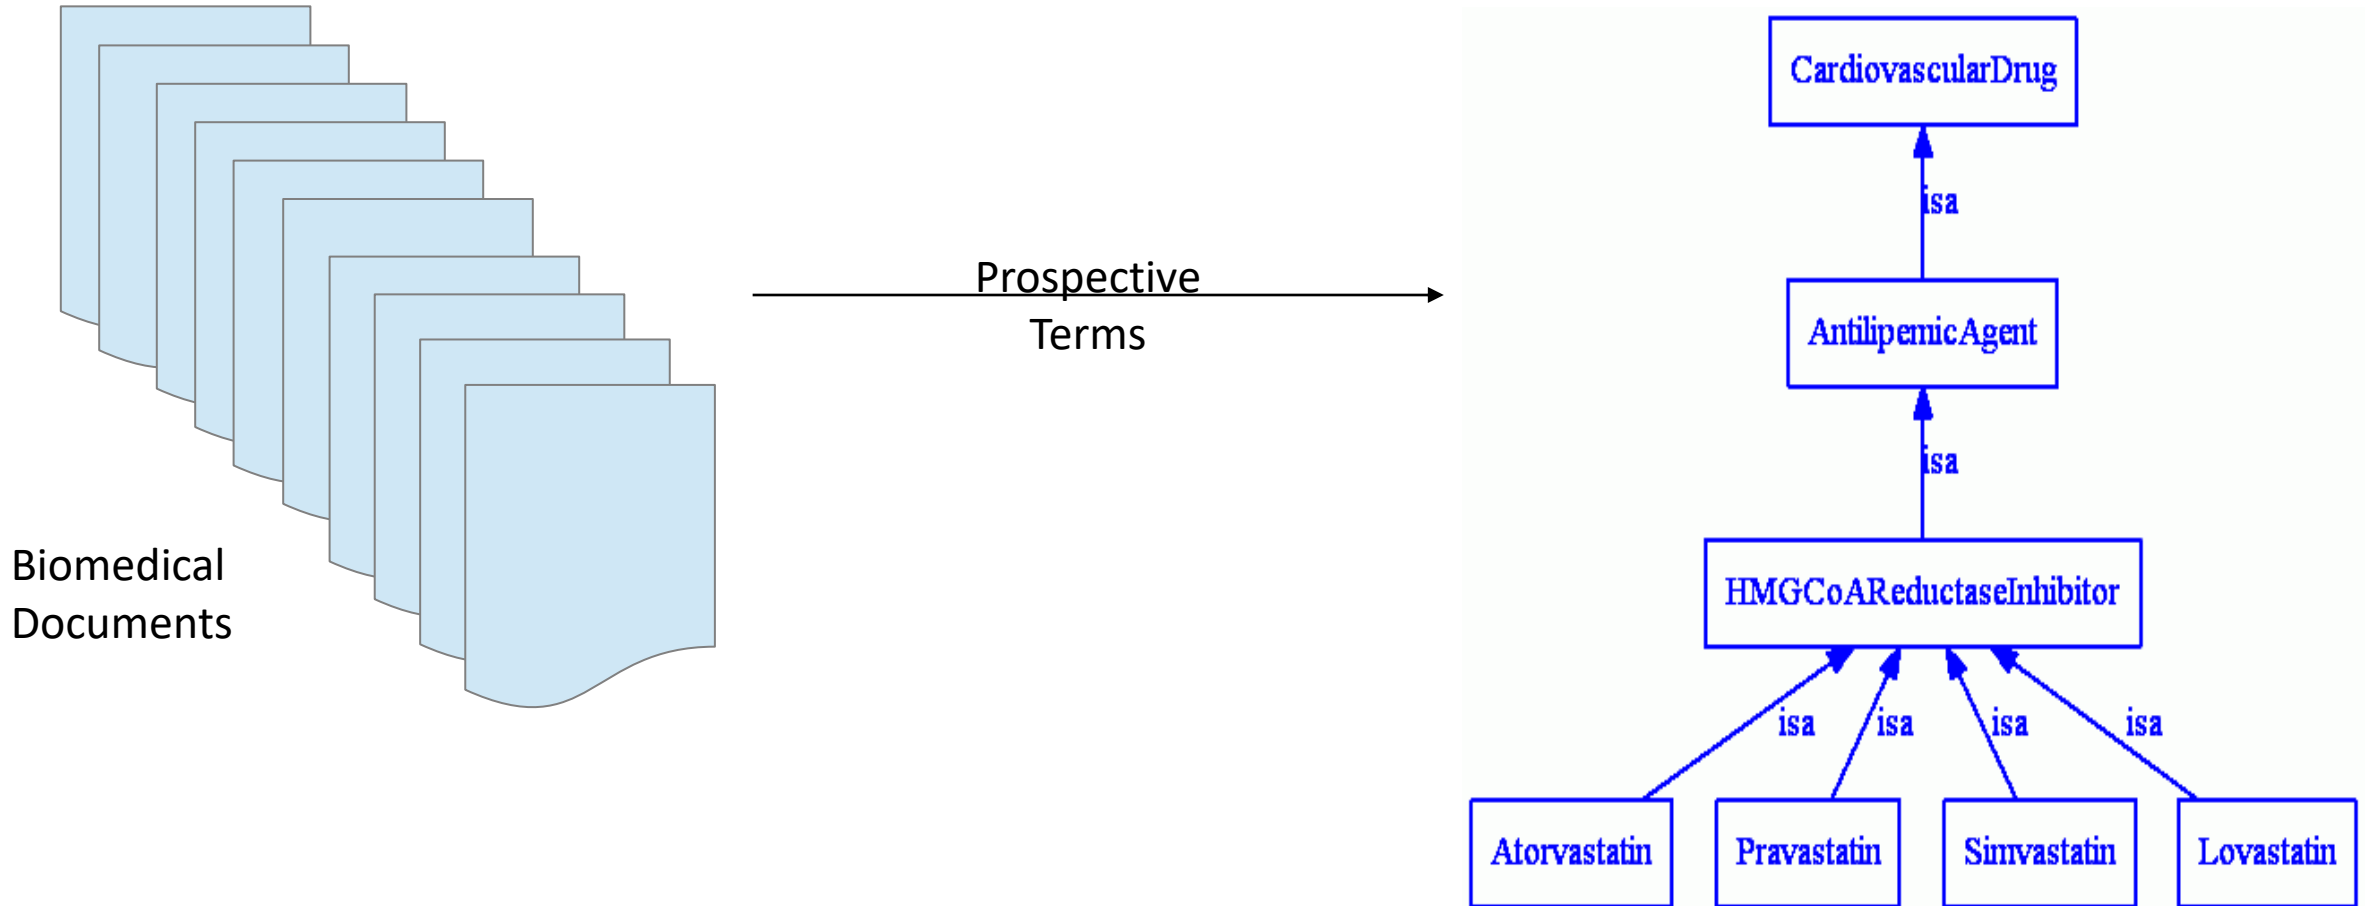 Biomedical
Documents
Prospective
Terms
CardiovascularDrug
isa
AntilipemicAgent
isa
HMGCoAReductaseInhibitor
isa
isa
isa
isa
Atorvastatin
Pravastatin
Simvastatin
Lovastatin